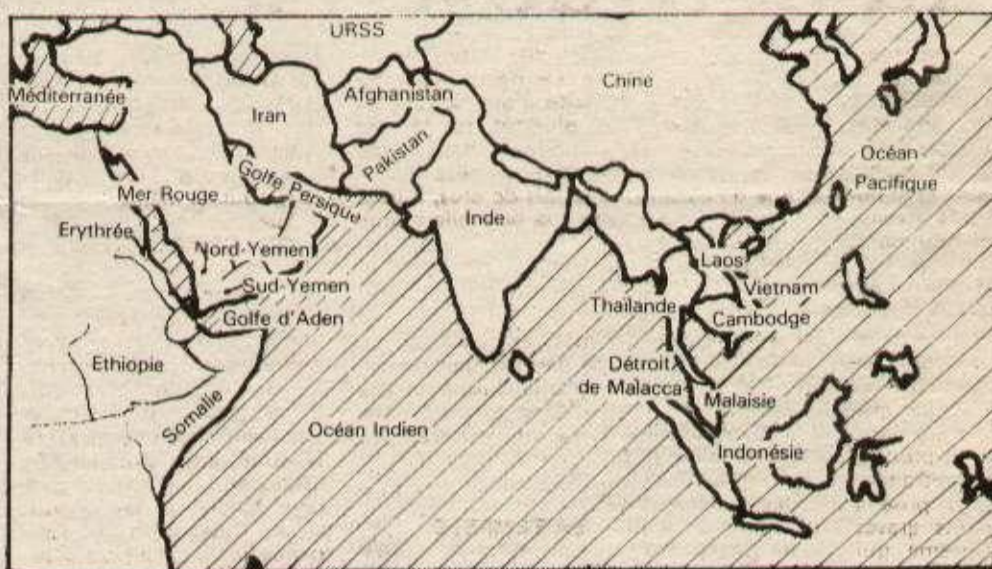 URSS
Chine
Méditerranée
Afghanistan
Iran
Pakistan
Océan
Pacifique
Golfe Persique
Mer Rouge
Inde
Erythrée
Nord-Yemen
Laos
Sud-Yemen
Vietnam
Thaïlande
Golfe d'Aden
Cambodge
Ethiopie
Détroit
de Malacca
Malaisie
Somalie
Océan Indien
Indonésie